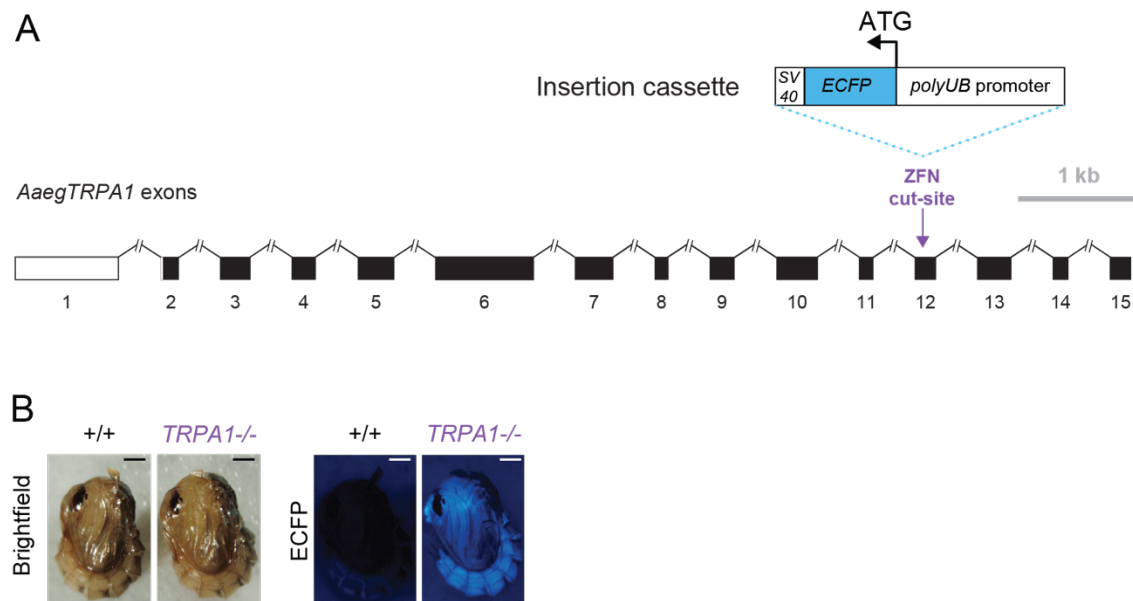 A
ATG
Insertion cassette
SV
40
ECFP
polyUB promoter
ZFN
cut-site
1 kb
AaegTRPA1 exons
1 2 3 4 5 6 7 8 9 10 11 12 13 14 15
B
+/+ TRPA1-/- +/+ TRPA1-/-
Brightfield
ECFP